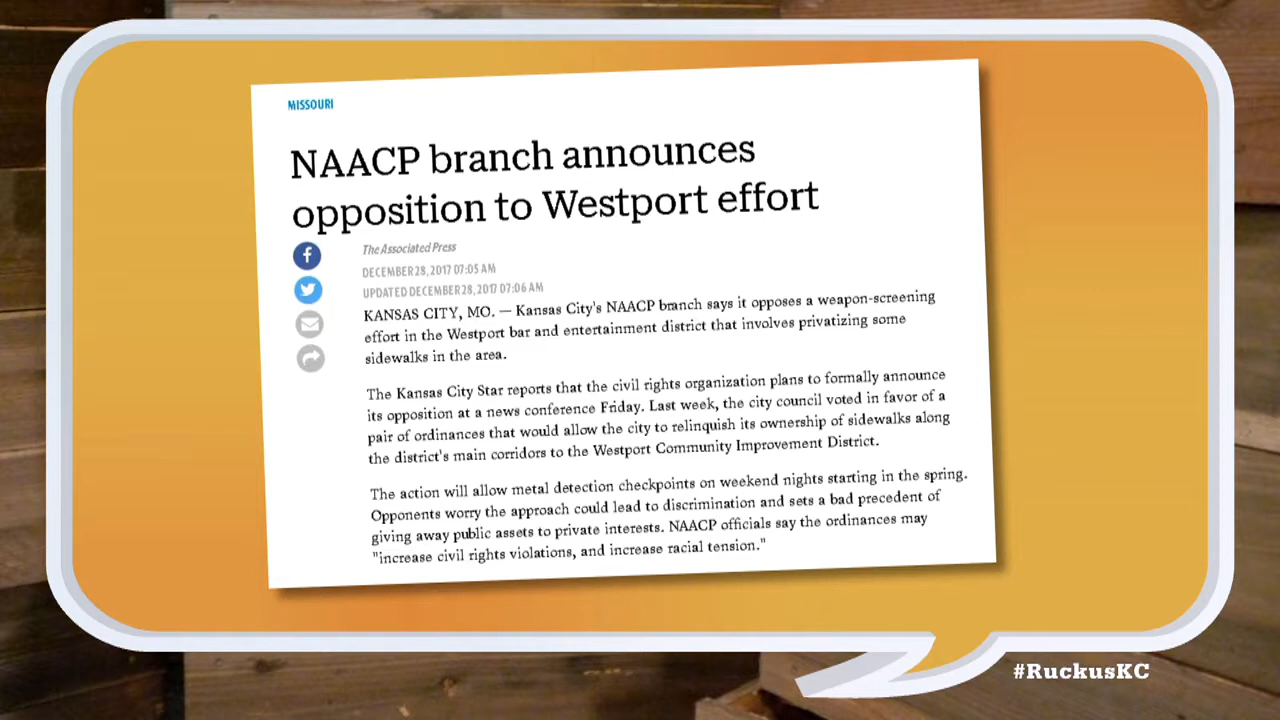 MISSOURI
NAACP branch announces
opposition to Westport effort
The Associated Press
DECEMBER 28, 2017 07:05 AM
UPDATED DECEMBER 28, 2017 07:06 AM
KANSAS CITY, MO. — Kansas City's NAACP branch says it opposes a weapon-screening
effort in the Westport bar and entertainment district that involves privatizing some
sidewalks in the area.
The Kansas City Star reports that the civil rights organization plans to formally announce
its opposition at a news conference Friday. Last week, the city council voted in favor of a
pair of ordinances that would allow the city to relinquish its ownership of sidewalks along
the district's main corridors to the Westport Community Improvement District.
The action will allow metal detection checkpoints on weekend nights starting in the spring.
Opponents worry the approach could lead to discrimination and sets a bad precedent of
giving away public assets to private interests. NAACP officials say the ordinances may
"increase civil rights violations, and increase racial tension."
#RuckusKC